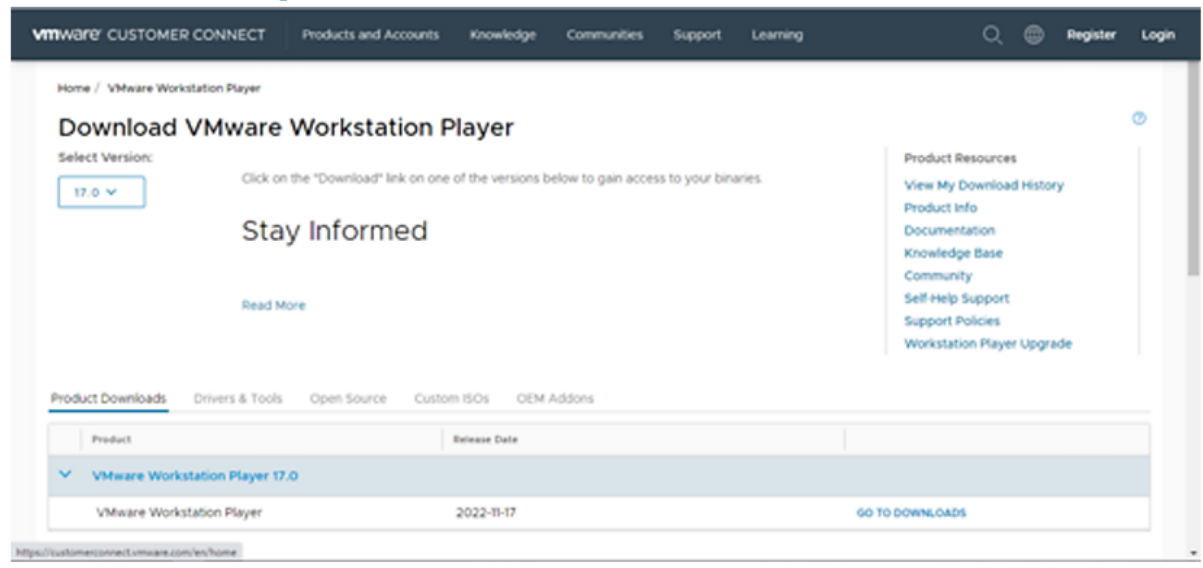 vmware CUSTOMER CONNECT Products and Accounts Knowledge Communities Support Learning Register Login
Home / VMware Workstation Player
Download VMware Workstation Player
Select Version:
17.0
Click on the "Download" link on one of the versions below to gain access to your binaries.
Stay Informed
Read More
Product Resources
View My Download History
Product Info
Documentation
Knowledge Base
Community
Self-Help Support
Support Policies
Workstation Player Upgrade
Product Downloads Drivers & Tools Open Source Custom ISOs OEM Addons
Product Release Date
VMware Workstation Player 17.0
VMware Workstation Player 2022-11-17 GO TO DOWNLOADS
https://customerconnect.vmware.com/en/home